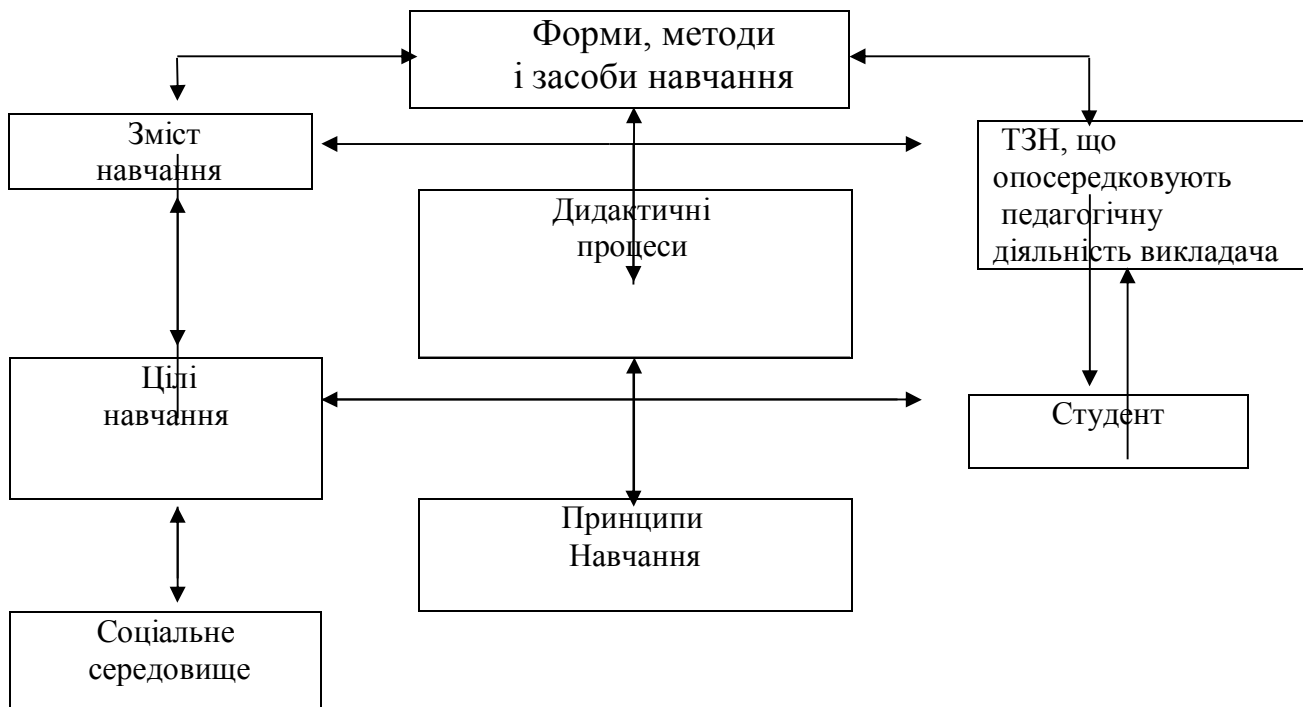 Форми, методи
і засоби навчання
Зміст
навчання
ТЗН, що
опосередковують
педагогічну
діяльність викладача
Дидактичні
процеси
Цілі
навчання
Студент
Принципи
Навчання
Соціальне
середовище